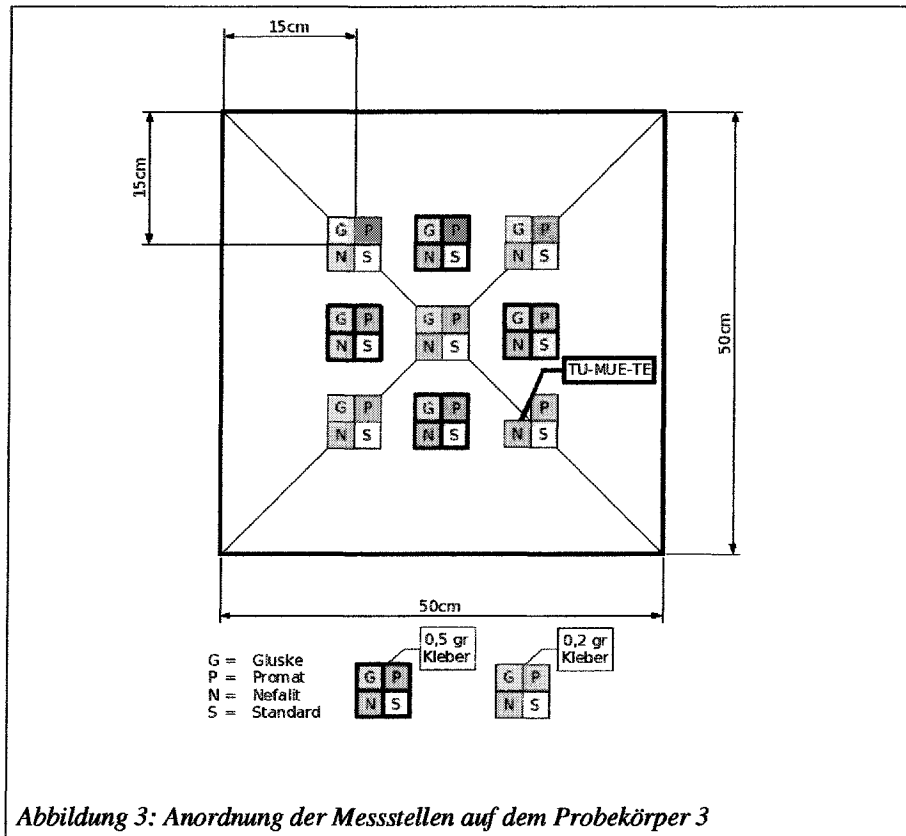 15cm
15cm
G P G P G P
N S N S N S
G P G P G P
N S N S N S
TU-MUE-TE
50cm
G P G P P
N S N S N S
50cm
G = Gluske
P = Promat
N = Nefalit
S = Standard
0,5 gr
Kleber
G P
N S
0,2 gr
Kleber
G P
N S
Abbildung 3: Anordnung der Messstellen auf dem Probekörper 3